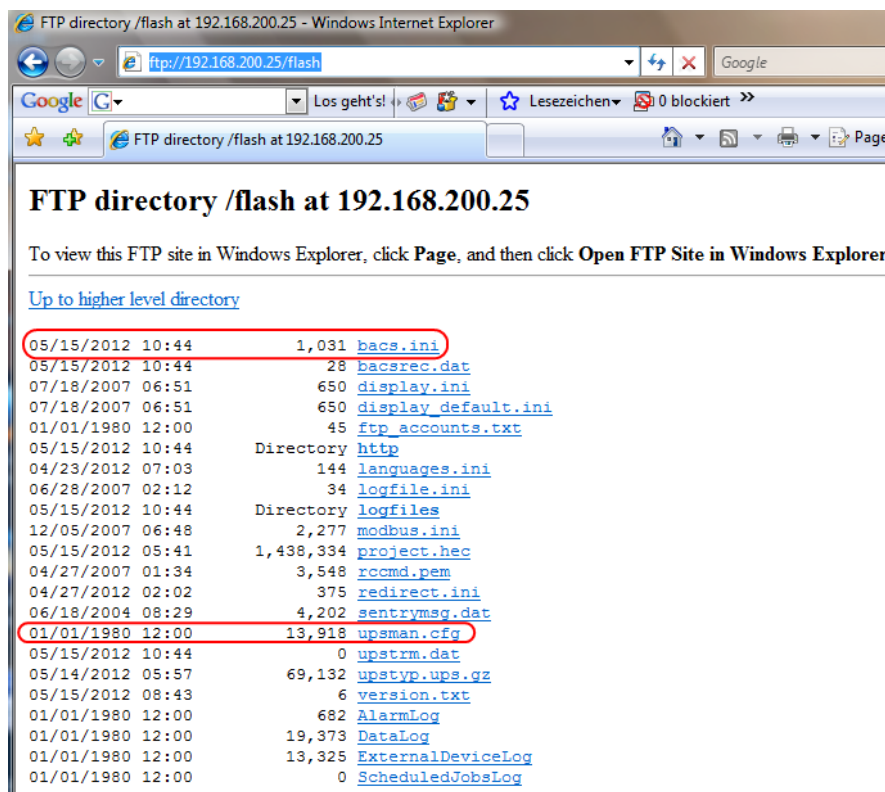 FTP directory /flash at 192.168.200.25 - Windows Internet Explorer
ftp://192.168.200.25/flash Google
Google G Los geht's! Lesezeichen 0 blockiert »
FTP directory /flash at 192.168.200.25 Page
FTP directory /flash at 192.168.200.25
To view this FTP site in Windows Explorer, click Page, and then click Open FTP Site in Windows Explorer
Up to higher level directory
05/15/2012 10:44 1,031 bacs.ini
05/15/2012 10:44 28 bacsrec.dat
07/18/2007 06:51 650 display.ini
07/18/2007 06:51 650 display_default.ini
01/01/1980 12:00 45 ftp_accounts.txt
05/15/2012 10:44 Directory http
04/23/2012 07:03 144 languages.ini
06/28/2007 02:12 34 logfile.ini
05/15/2012 10:44 Directory logfiles
12/05/2007 06:48 2,277 modbus.ini
05/15/2012 05:41 1,438,334 project.hec
04/27/2007 01:34 3,548 rccmd.pem
04/27/2012 02:02 375 redirect.ini
06/18/2004 08:29 4,202 sentrymsg.dat
01/01/1980 12:00 13,918 upsman.cfg
05/15/2012 10:44 0 upstrm.dat
05/14/2012 05:57 69,132 upstyp.ups.gz
05/15/2012 08:43 6 version.txt
01/01/1980 12:00 682 AlarmLog
01/01/1980 12:00 19,373 DataLog
01/01/1980 12:00 13,325 ExternalDeviceLog
01/01/1980 12:00 0 ScheduledJobsLog